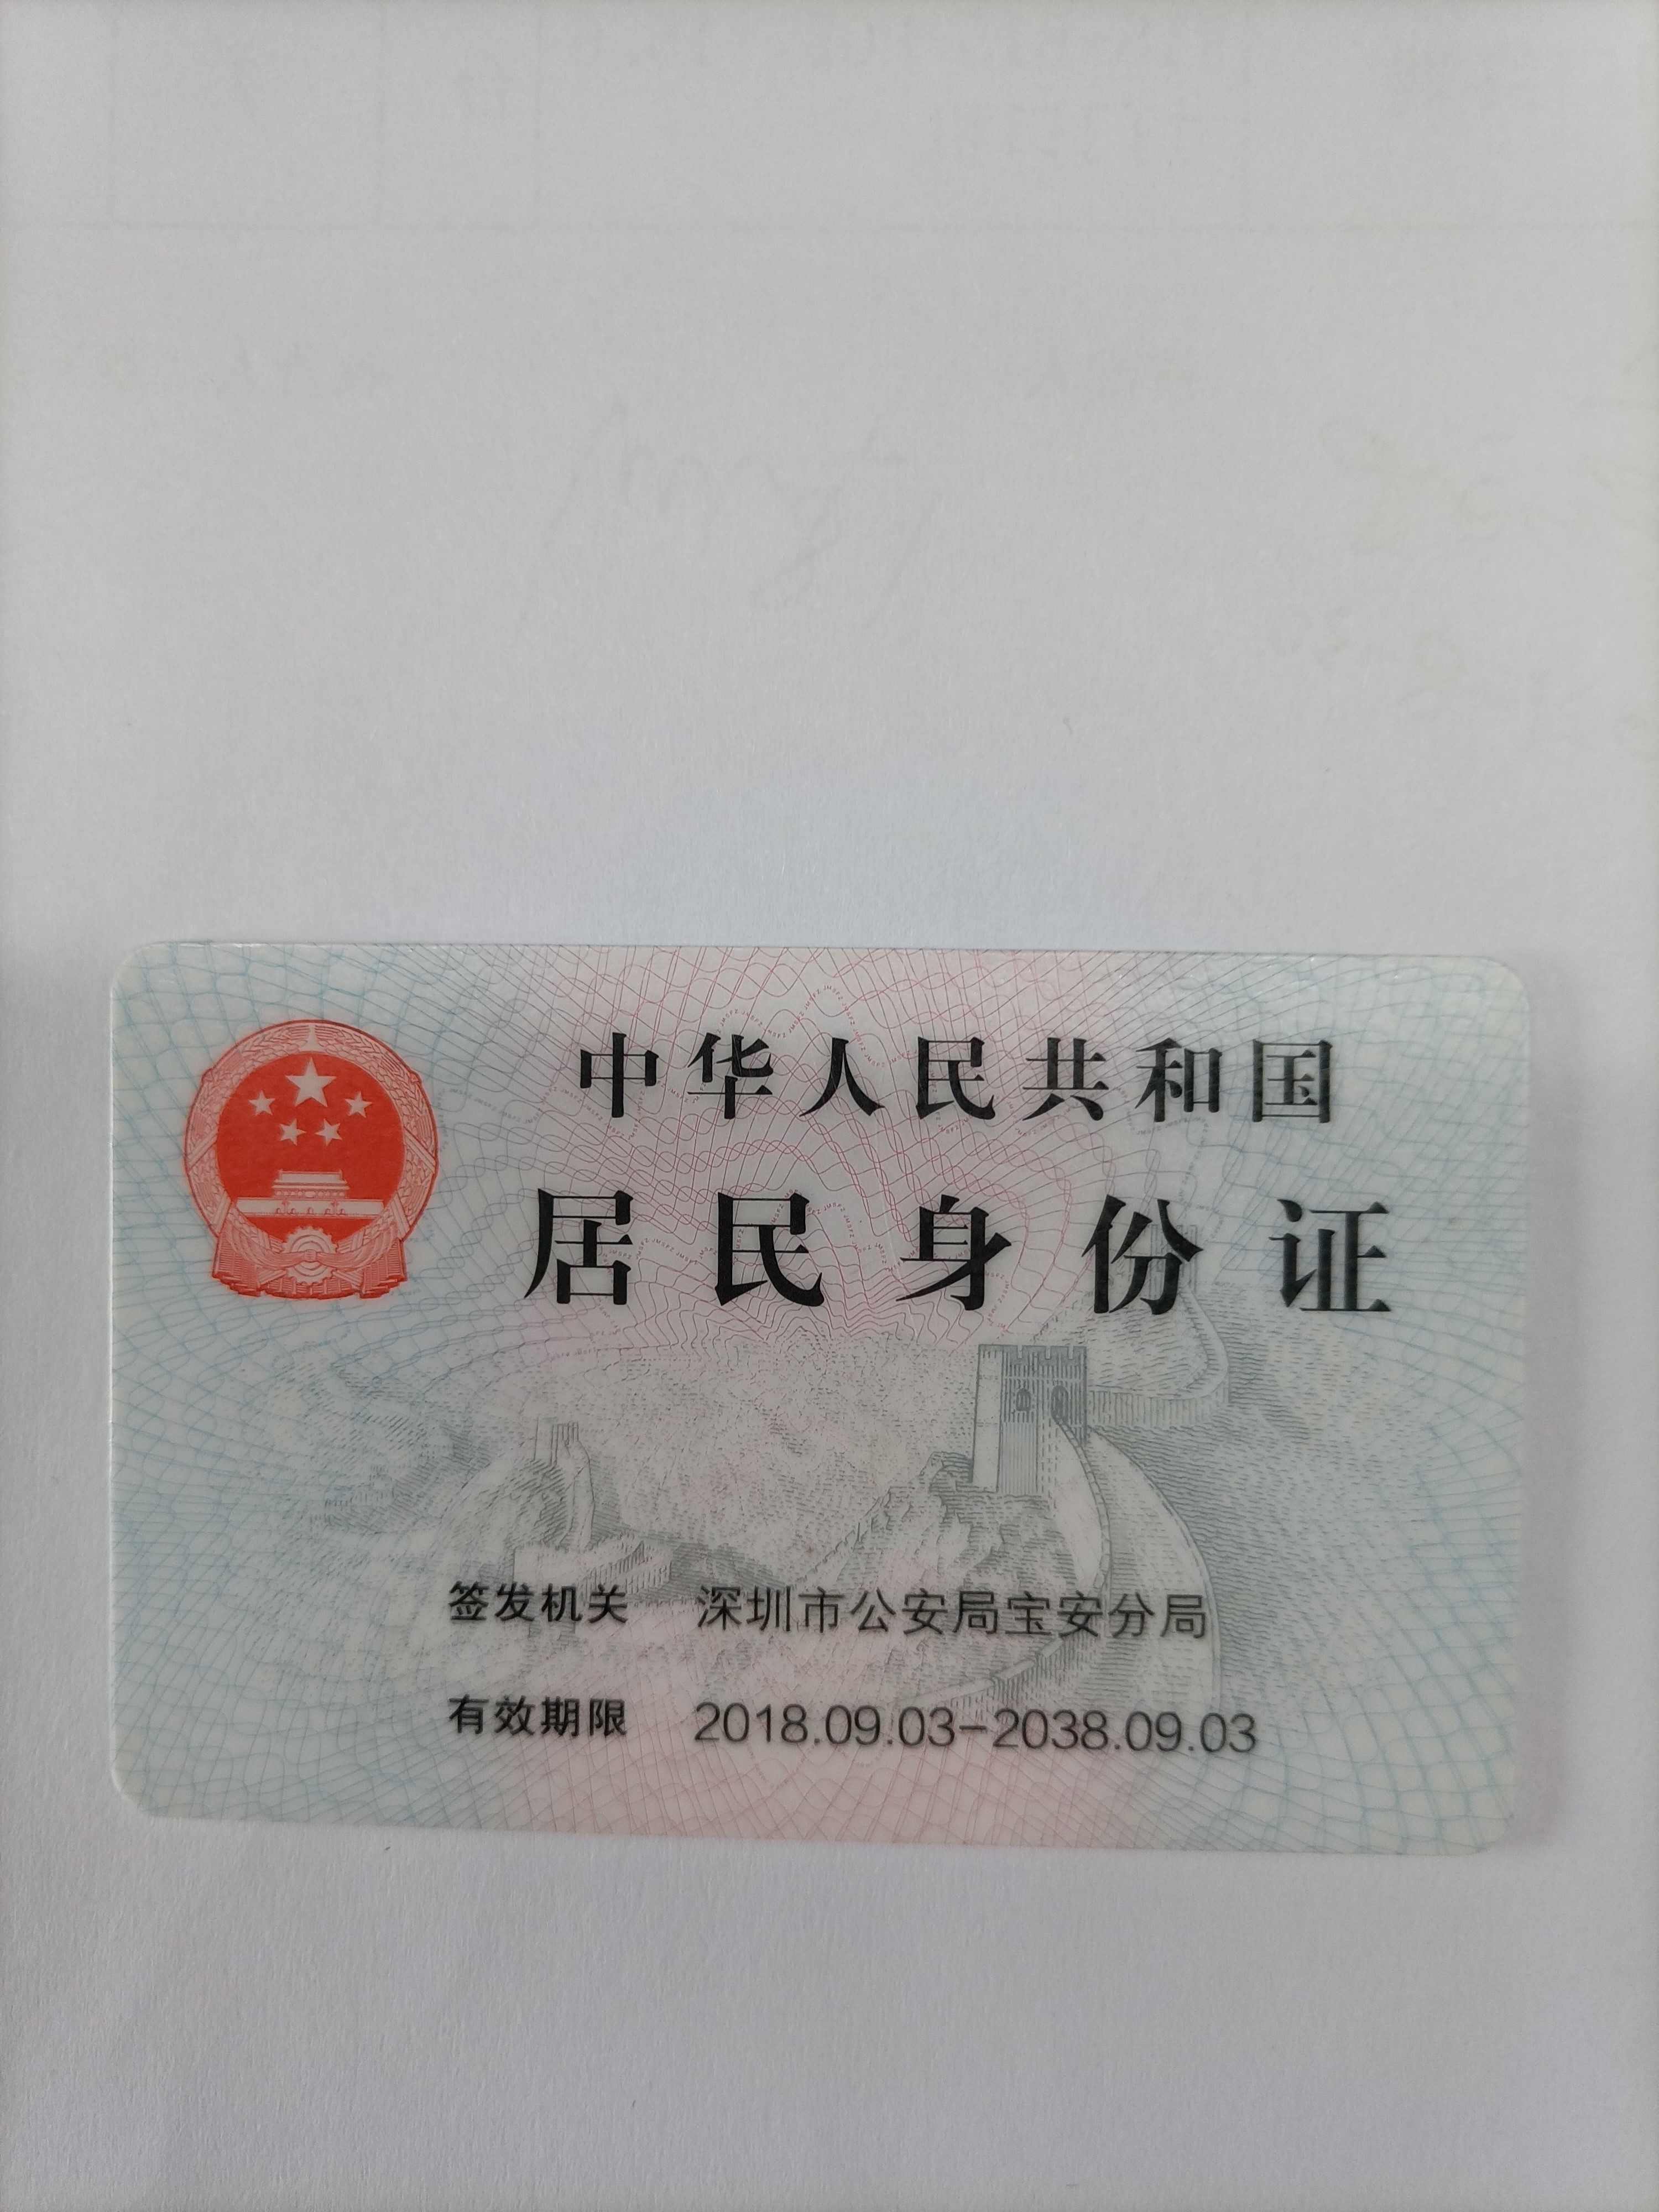 中华人民共和国
居民身份证
签发机关 深圳市公安局宝安分局
有效期限 2018.09.03-2038.09.03